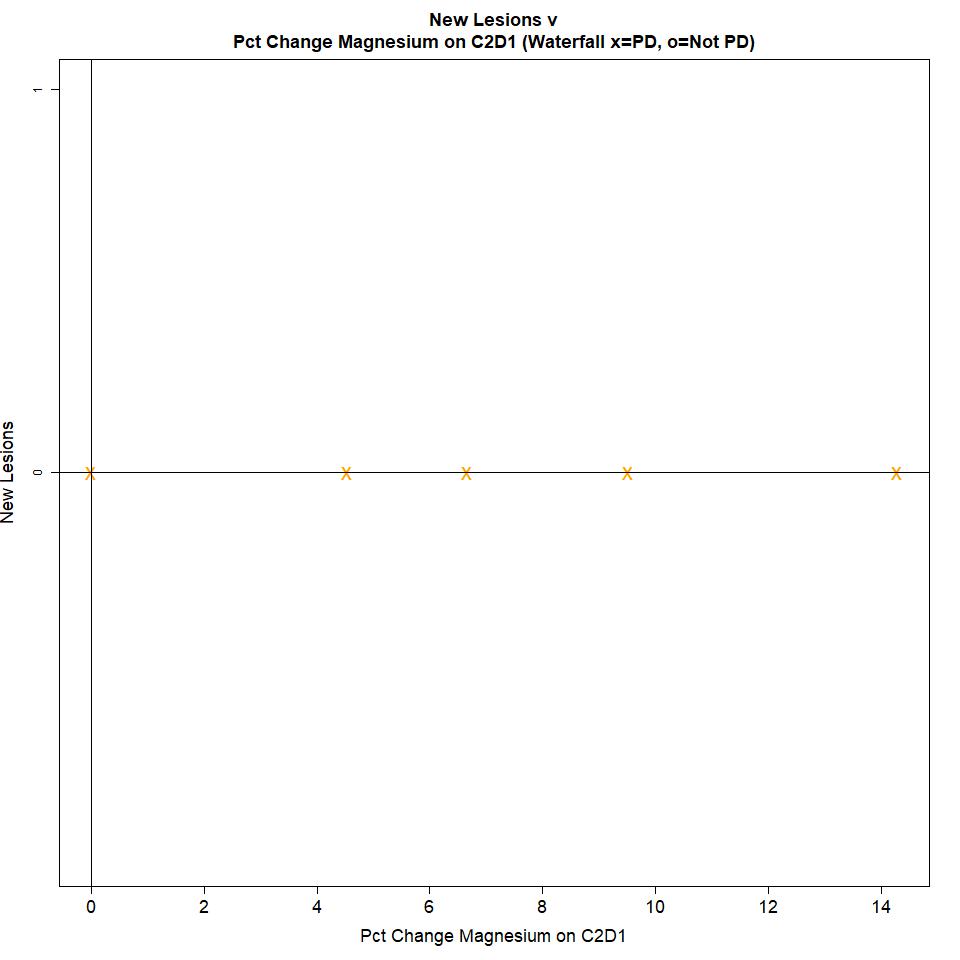 New Lesions v
Pct Change Magnesium on C2D1 (Waterfall x=PD, o=Not PD)
1
New Lesions
0
x x x x x
0 2 4 6 8 10 12 14
Pct Change Magnesium on C2D1